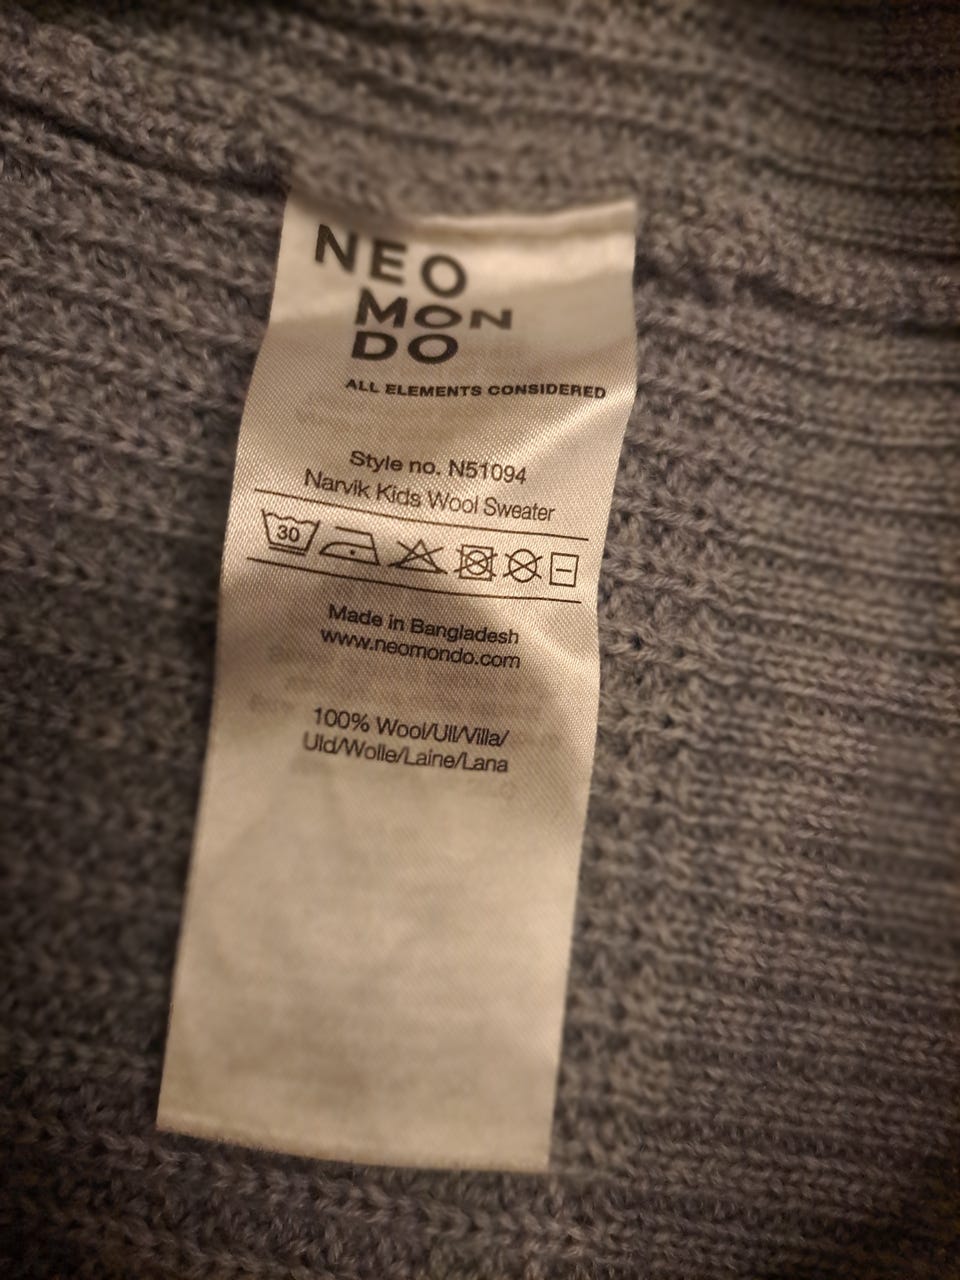 NEO
MON
DO
ALL ELEMENTS CONSIDERED
Style no. N51094
Narvik Kids Wool Sweater
30
Made in Bangladesh
www.neomondo.com
100% Wool/Ull/Villa/
Uld/Wolle/Laine/Lana